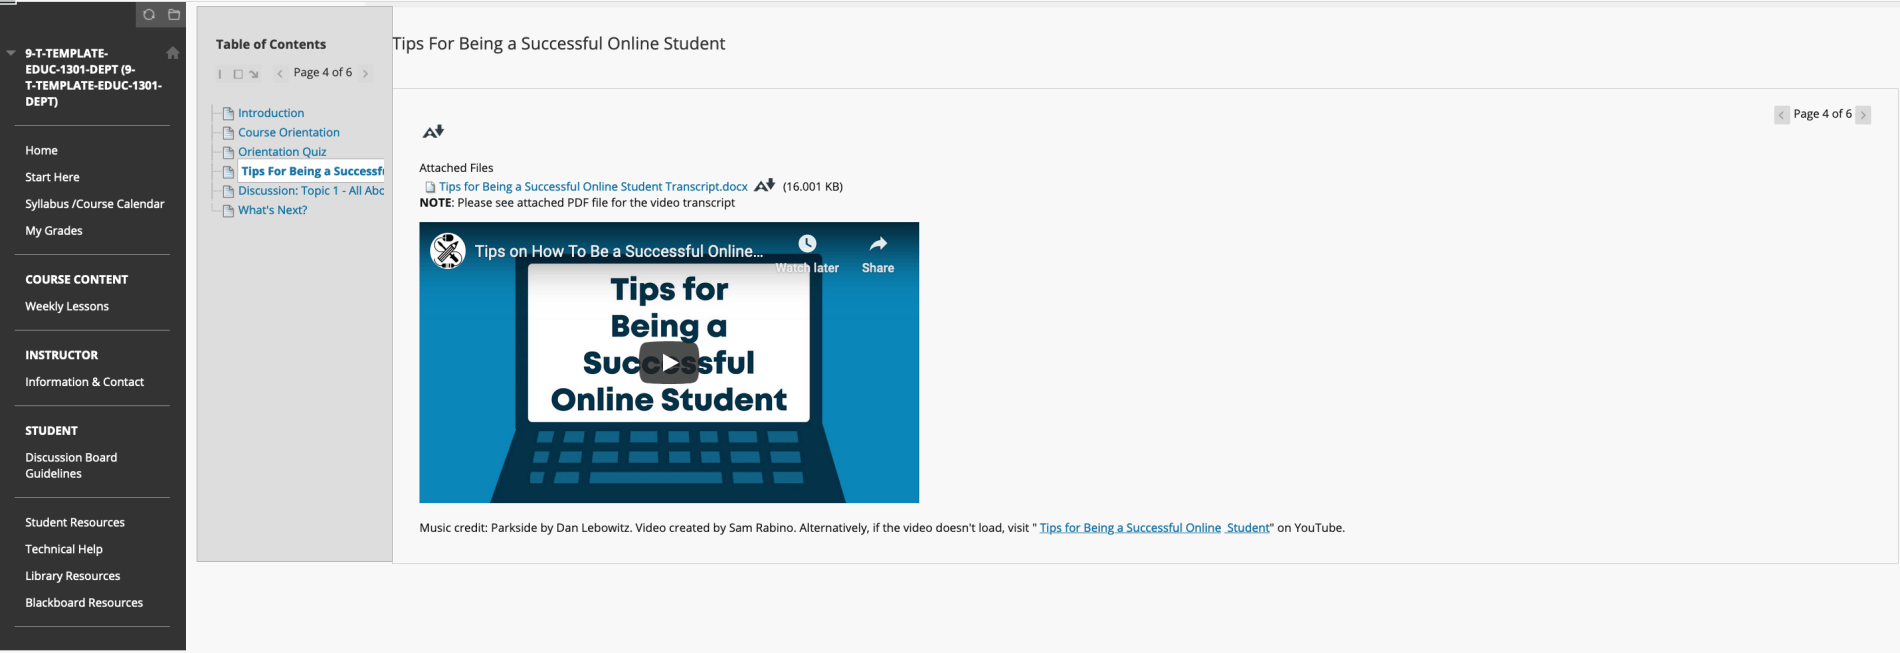 9-T-TEMPLATE-
EDUC-1301-DEPT (9-
T-TEMPLATE-EDUC-1301-
DEPT)
Home
Start Here
Syllabus /Course Calendar
My Grades
COURSE CONTENT
Weekly Lessons
INSTRUCTOR
Information & Contact
STUDENT
Discussion Board
Guidelines
Student Resources
Technical Help
Library Resources
Blackboard Resources
Table of Contents
Page 4 of 6
Introduction
Course Orientation
Orientation Quiz
Tips For Being a Successf
Discussion: Topic 1 - All Abo
What's Next?
Tips For Being a Successful Online Student
Page 4 of 6
Attached Files
Tips for Being a Successful Online Student Transcript.docx (16.001 KB)
NOTE: Please see attached PDF file for the video transcript
Tips on How To Be a Successful Online...
Watch later
Share
Tips for
Being a
Successful
Online Student
Music credit: Parkside by Dan Lebowitz. Video created by Sam Rabino. Alternatively, if the video doesn't load, visit " Tips for Being a Successful Online Student" on YouTube.